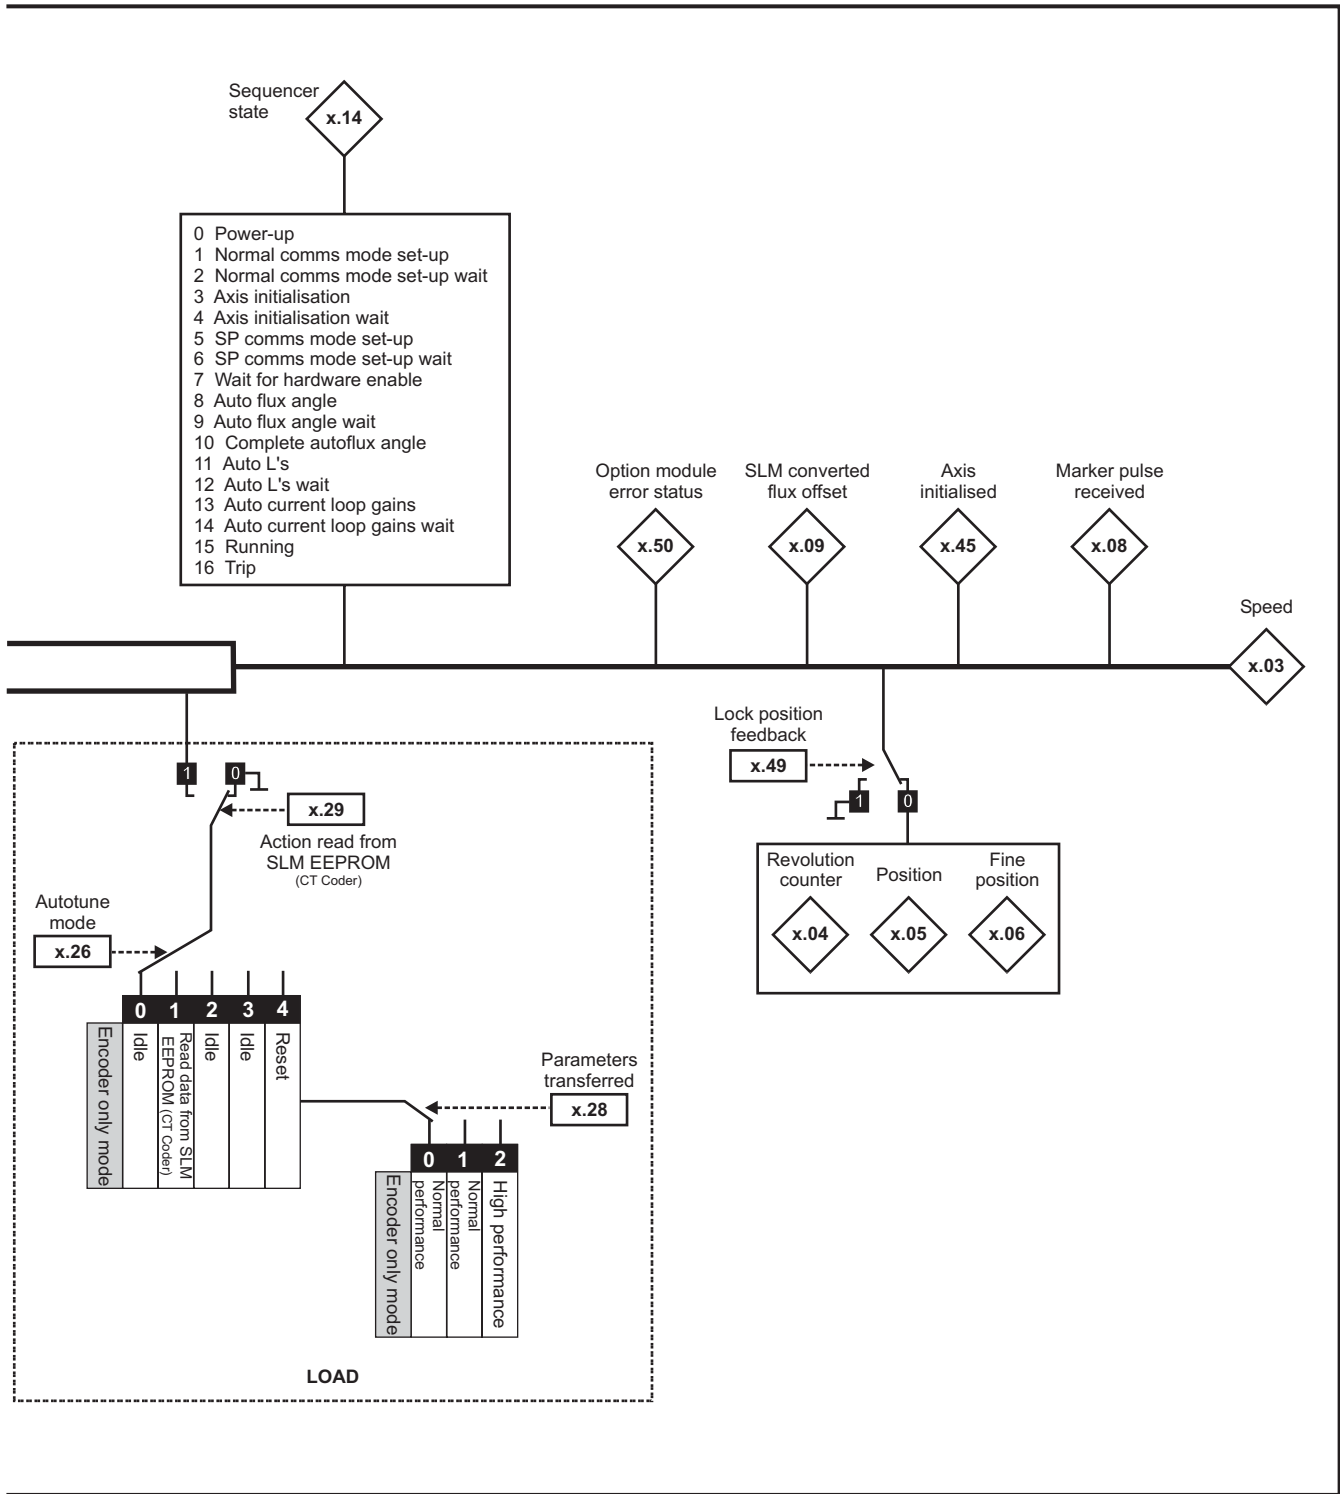 Sequencer
state
x.14
0 Power-up
1 Normal comms mode set-up
2 Normal comms mode set-up wait
3 Axis initialisation
4 Axis initialisation wait
5 SP comms mode set-up
6 SP comms mode set-up wait
7 Wait for hardware enable
8 Auto flux angle
9 Auto flux angle wait
10 Complete autoflux angle
11 Auto L's
12 Auto L's wait
13 Auto current loop gains
14 Auto current loop gains wait
15 Running
16 Trip
Option module
error status
x.50
SLM converted
flux offset
x.09
Axis
initialised
x.45
Marker pulse
received
x.08
Speed
x.03
Lock position
feedback
x.49
1 0
Revolution
counter
x.04
Position
x.05
Fine
position
x.06
1 0
x.29
Action read from
SLM EEPROM
(CT Coder)
Autotune
mode
x.26
0 1 2 3 4
Encoder only mode
Idle
Read data from SLM
EEPROM (CT Coder)
Idle
Idle
Reset
Parameters
transferred
x.28
0 1 2
Encoder only mode
Normal
performance
Normal
performance
High performance
LOAD